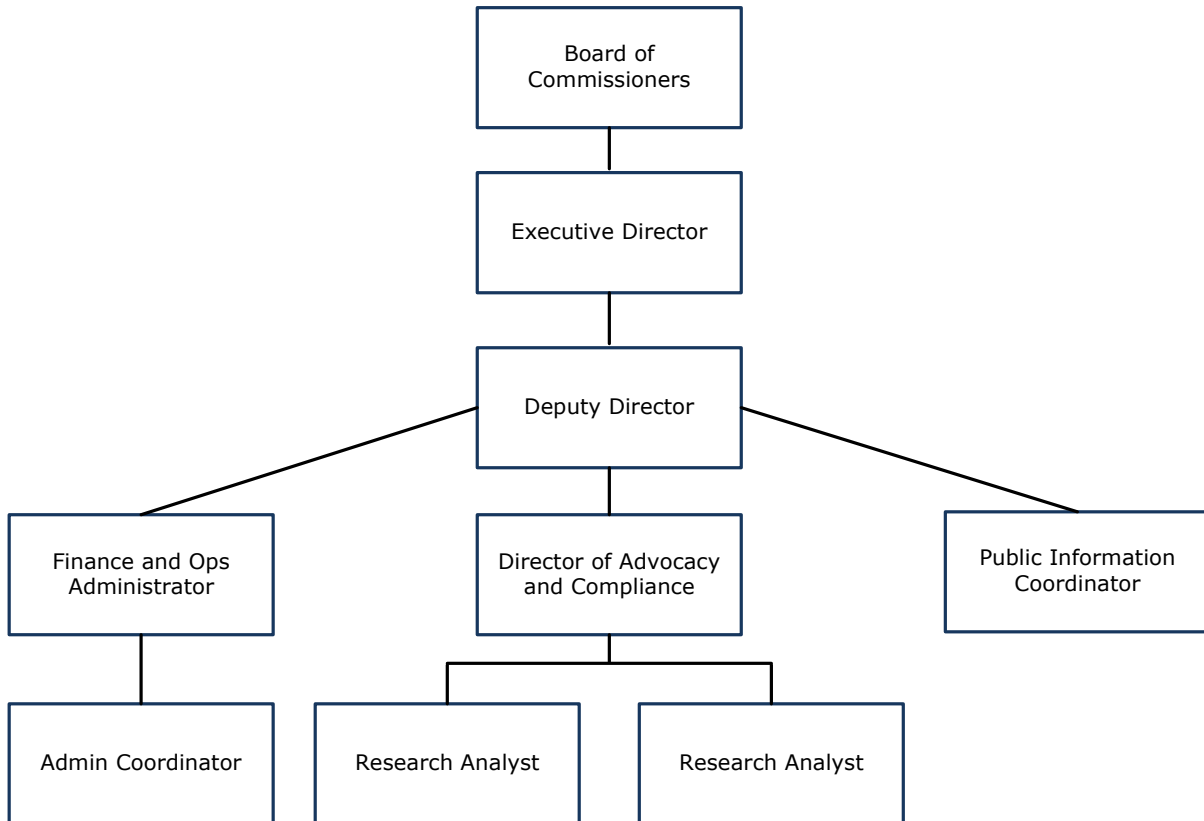 Board of
Commissioners
Executive Director
Deputy Director
Finance and Ops
Administrator
Director of Advocacy
and Compliance
Public Information
Coordinator
Admin Coordinator
Research Analyst
Research Analyst